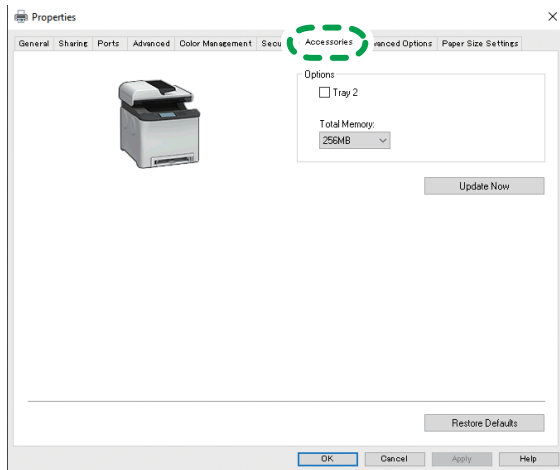 Properties
General Sharing Ports Advanced Color Management Secu Accessories vanced Options Paper Size Settings
Options
Tray 2
Total Memory:
256MB
Update Now
Restore Defaults
OK Cancel Apply Help